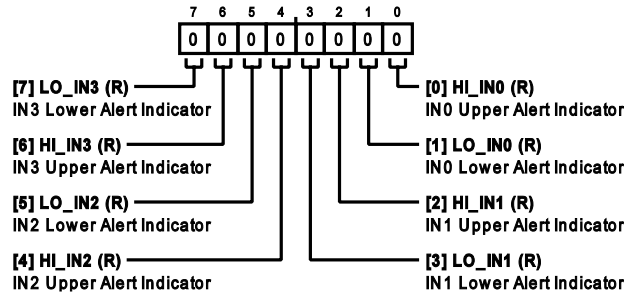 7 6 5 4 3 2 1 0
0 0 0 0 0 0 0 0
[7] LO_IN3 (R)
IN3 Lower Alert Indicator
[6] HI_IN3 (R)
IN3 Upper Alert Indicator
[5] LO_IN2 (R)
IN2 Lower Alert Indicator
[4] HI_IN2 (R)
IN2 Upper Alert Indicator
[0] HI_IN0 (R)
IN0 Upper Alert Indicator
[1] LO_IN0 (R)
IN0 Lower Alert Indicator
[2] HI_IN1 (R)
IN1 Upper Alert Indicator
[3] LO_IN1 (R)
IN1 Lower Alert Indicator